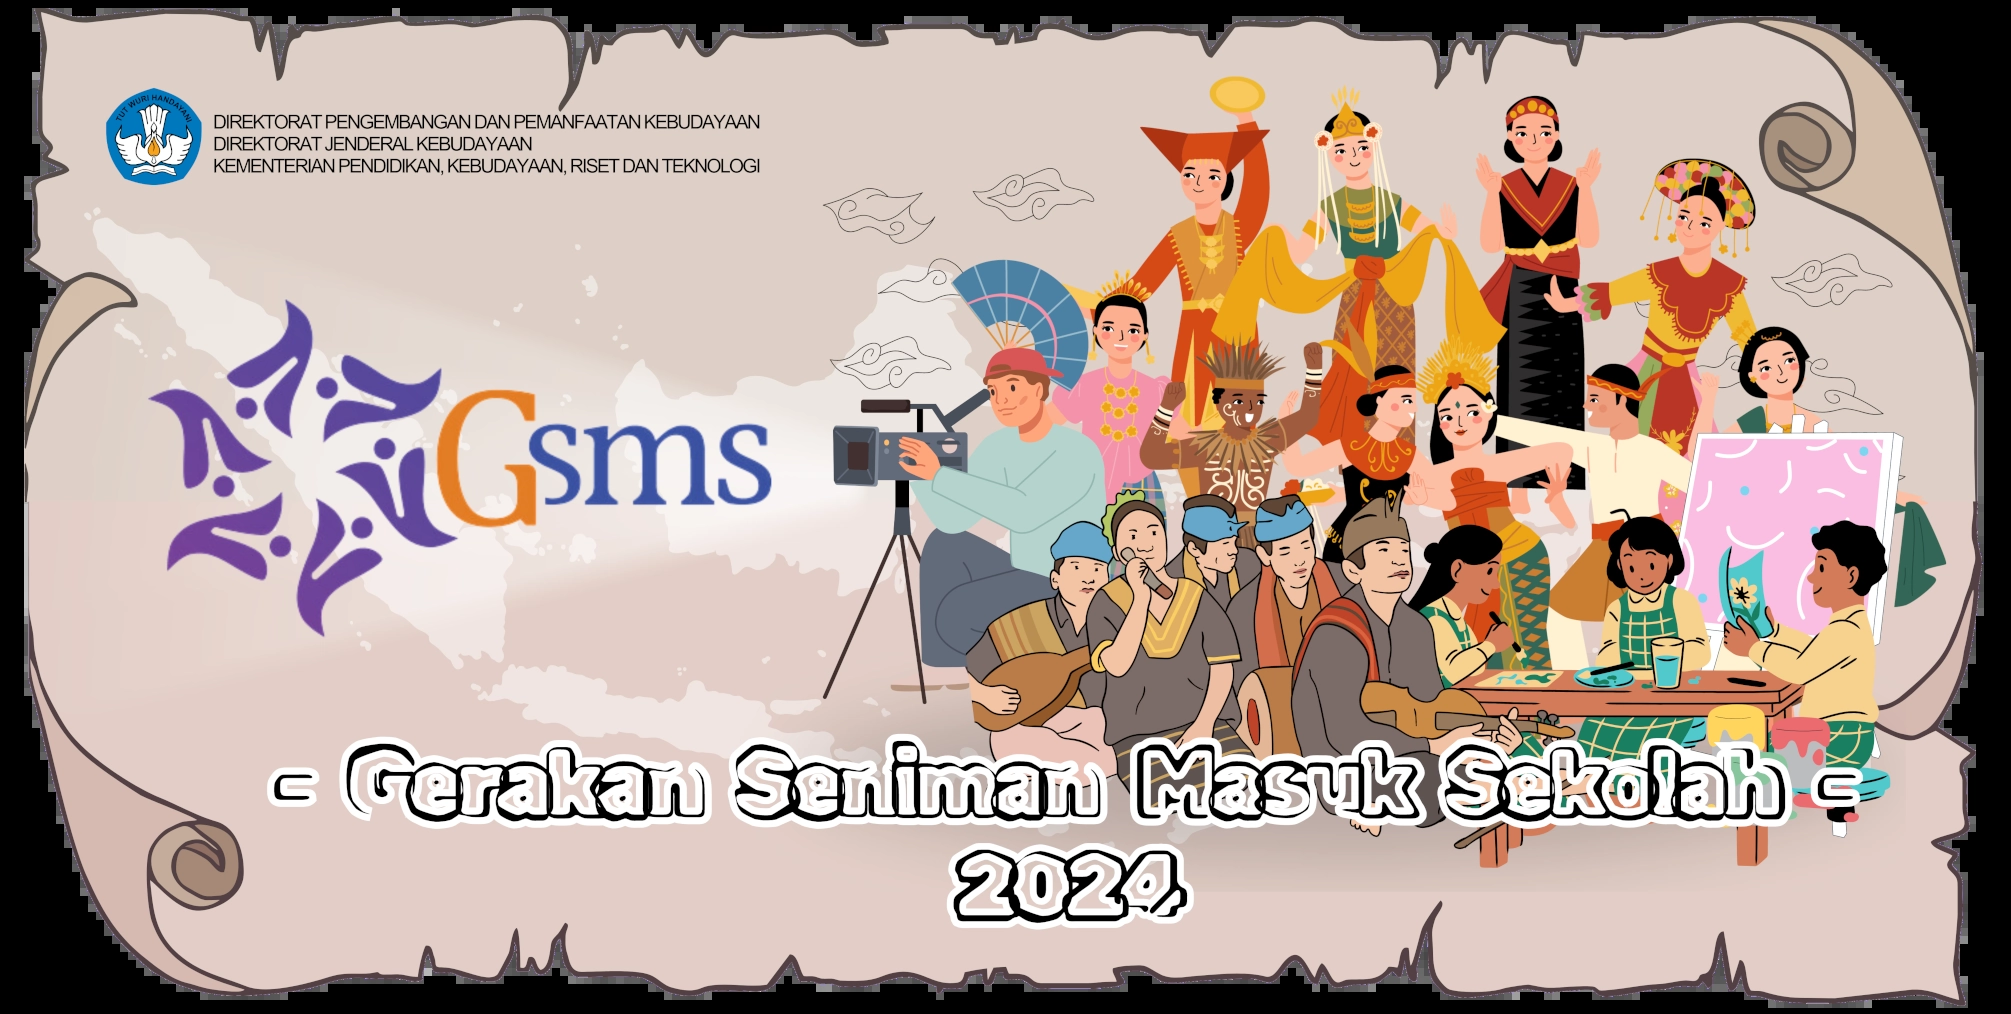 TUT WURI HANDAYANI
DIREKTORAT PENGEMBANGAN DAN PEMANFAATAN KEBUDAYAAN
DIREKTORAT JENDERAL KEBUDAYAAN
KEMENTERIAN PENDIDIKAN, KEBUDAYAAN, RISET DAN TEKNOLOGI
Gsms
- Gerakan Seniman Masuk Sekolah -
2024